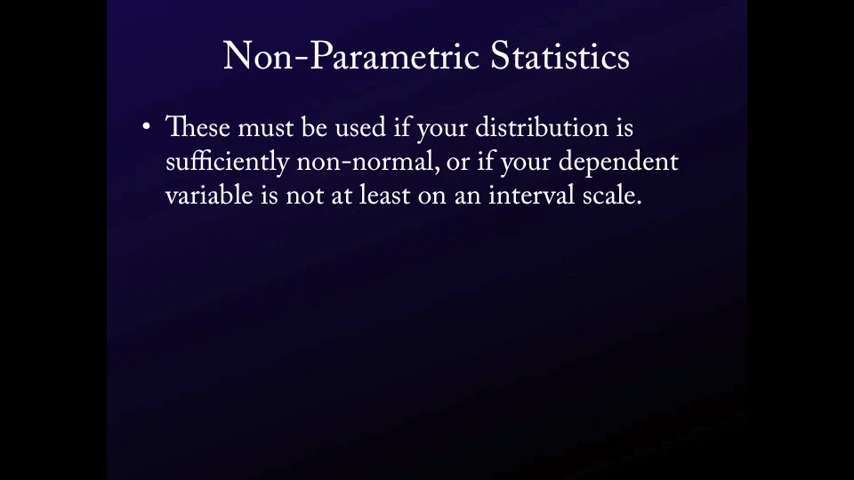 Non-Parametric Statistics
• These must be used if your distribution is
sufficiently non-normal, or if your dependent
variable is not at least on an interval scale.